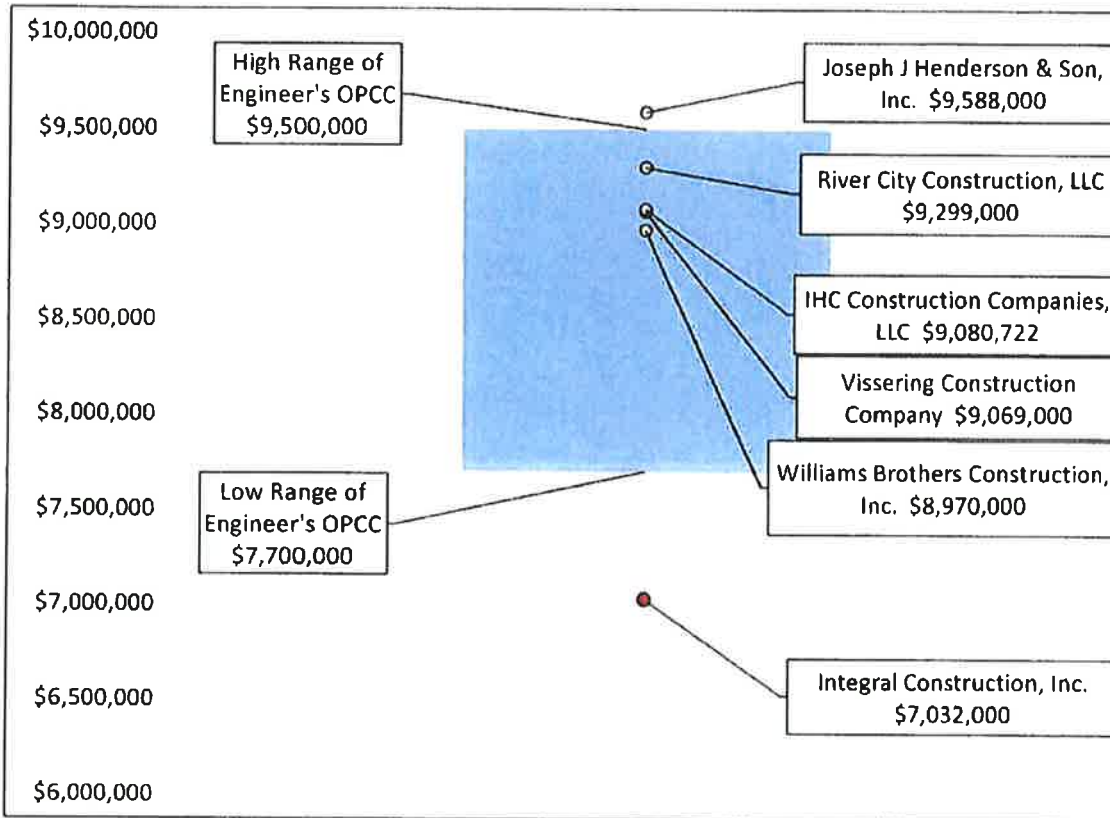 $10,000,000
$9,500,000
$9,000,000
$8,500,000
$8,000,000
$7,500,000
$7,000,000
$6,500,000
$6,000,000
High Range of
Engineer's OPCC
$9,500,000
Low Range of
Engineer's OPCC
$7,700,000
Joseph J Henderson & Son,
Inc. $9,588,000
River City Construction, LLC
$9,299,000
IHC Construction Companies,
LLC $9,080,722
Vissering Construction
Company $9,069,000
Williams Brothers Construction,
Inc. $8,970,000
Integral Construction, Inc.
$7,032,000